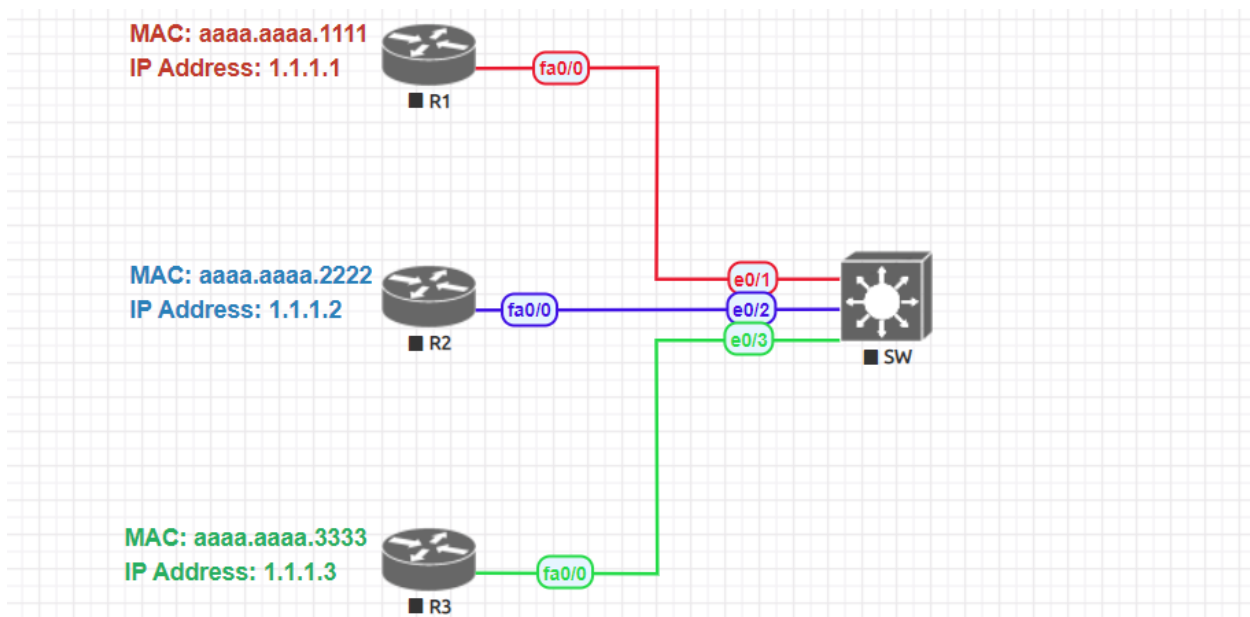 MAC: aaaa.aaaa.1111
IP Address: 1.1.1.1
fa0/0
R1
MAC: aaaa.aaaa.2222
IP Address: 1.1.1.2
fa0/0
R2
e0/1
e0/2
e0/3
SW
MAC: aaaa.aaaa.3333
IP Address: 1.1.1.3
fa0/0
R3